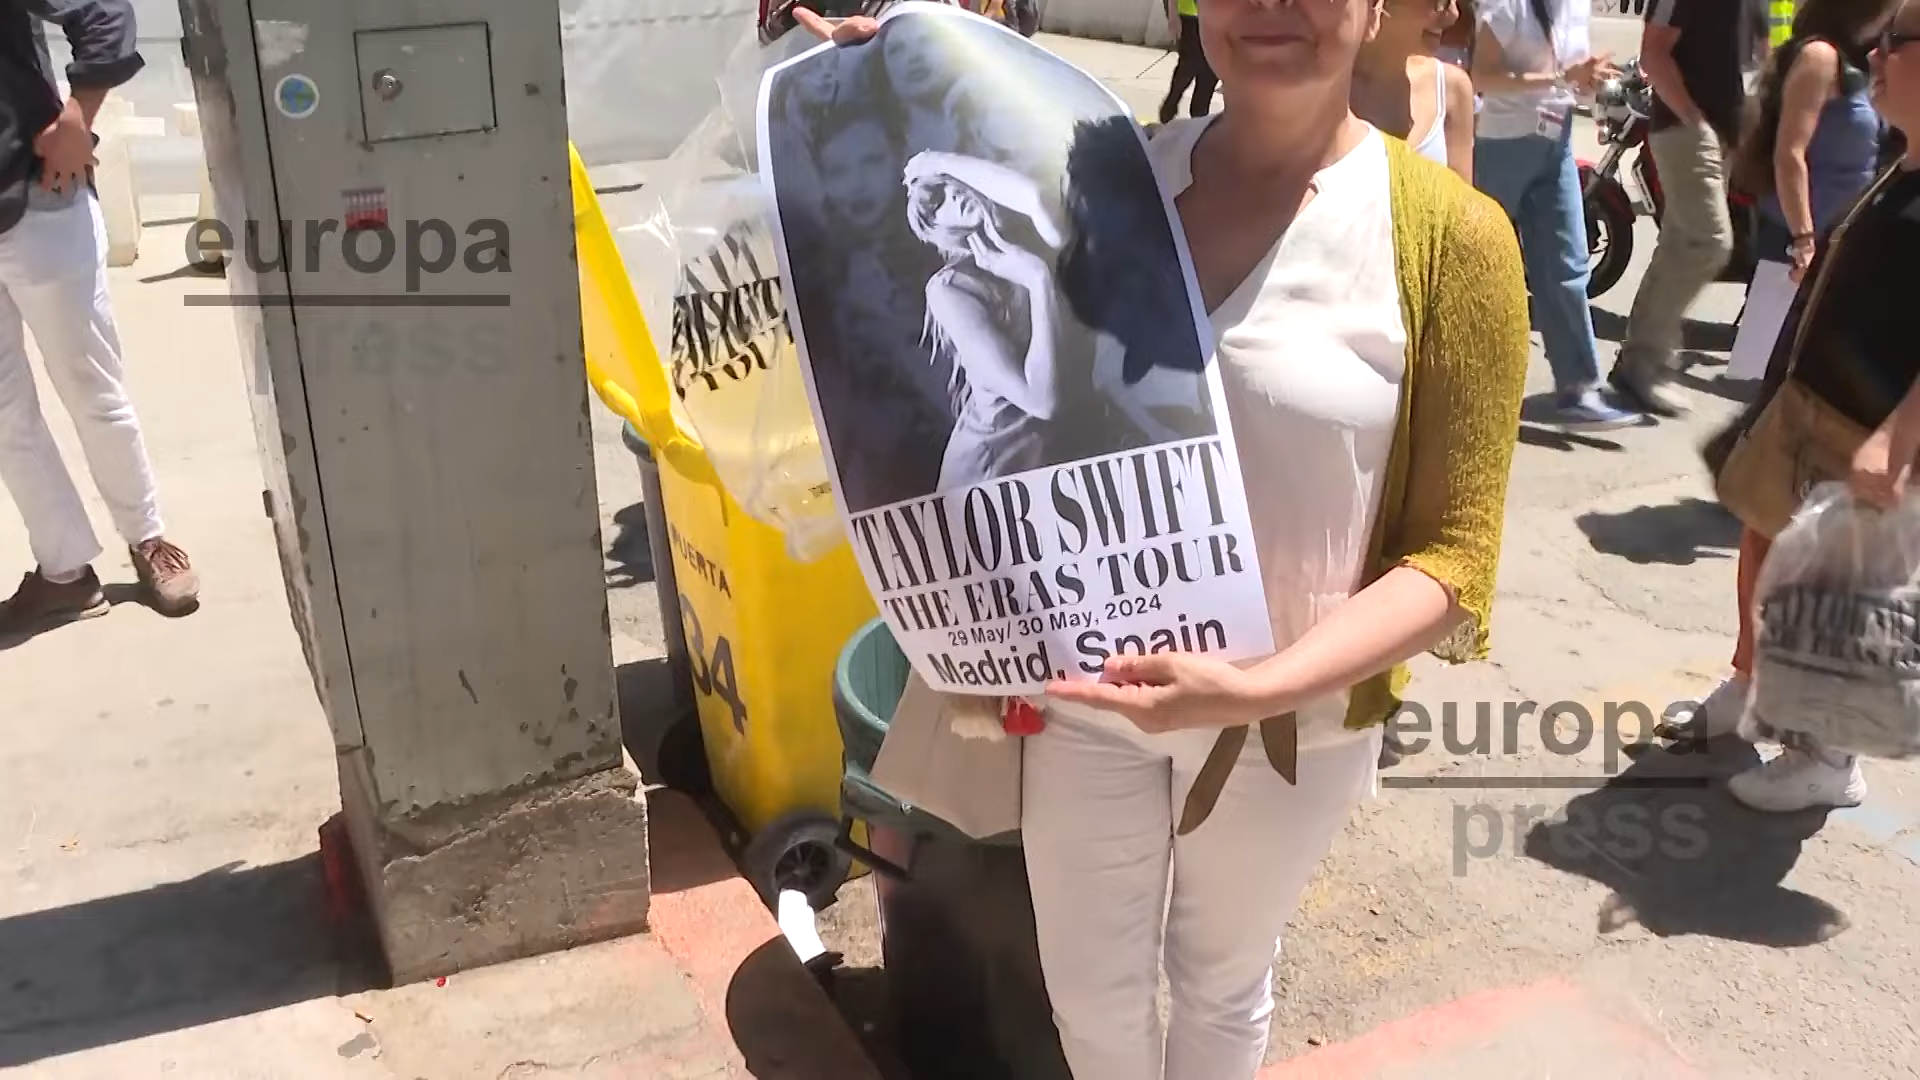 europa
press
TAYLOR SWIFT
THE ERAS TOUR
29 May/ 30 May, 2024
Madrid, Spain
PUERTA
34
europa
press